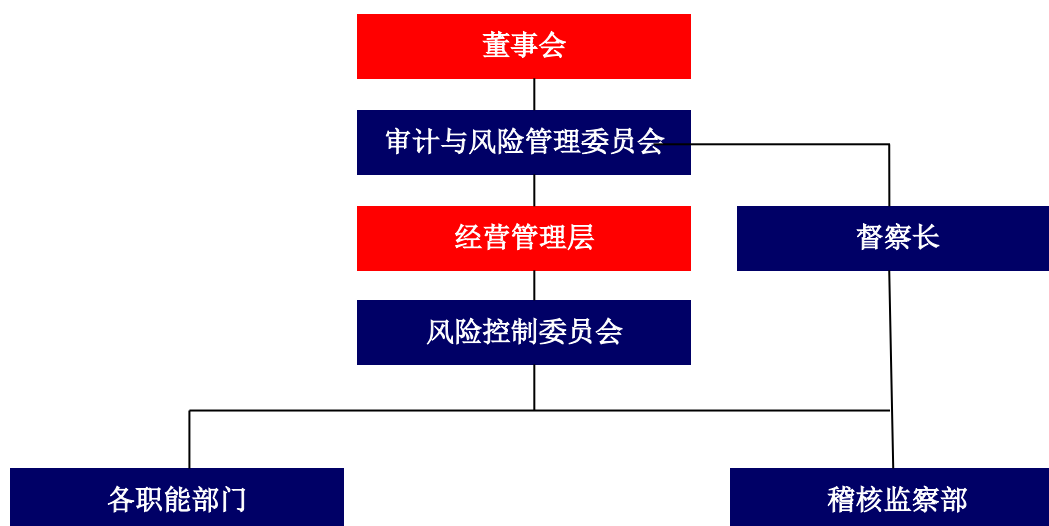 董事会
审计与风险管理委员会
经营管理层
督察长
风险控制委员会
各职能部门
稽核监察部